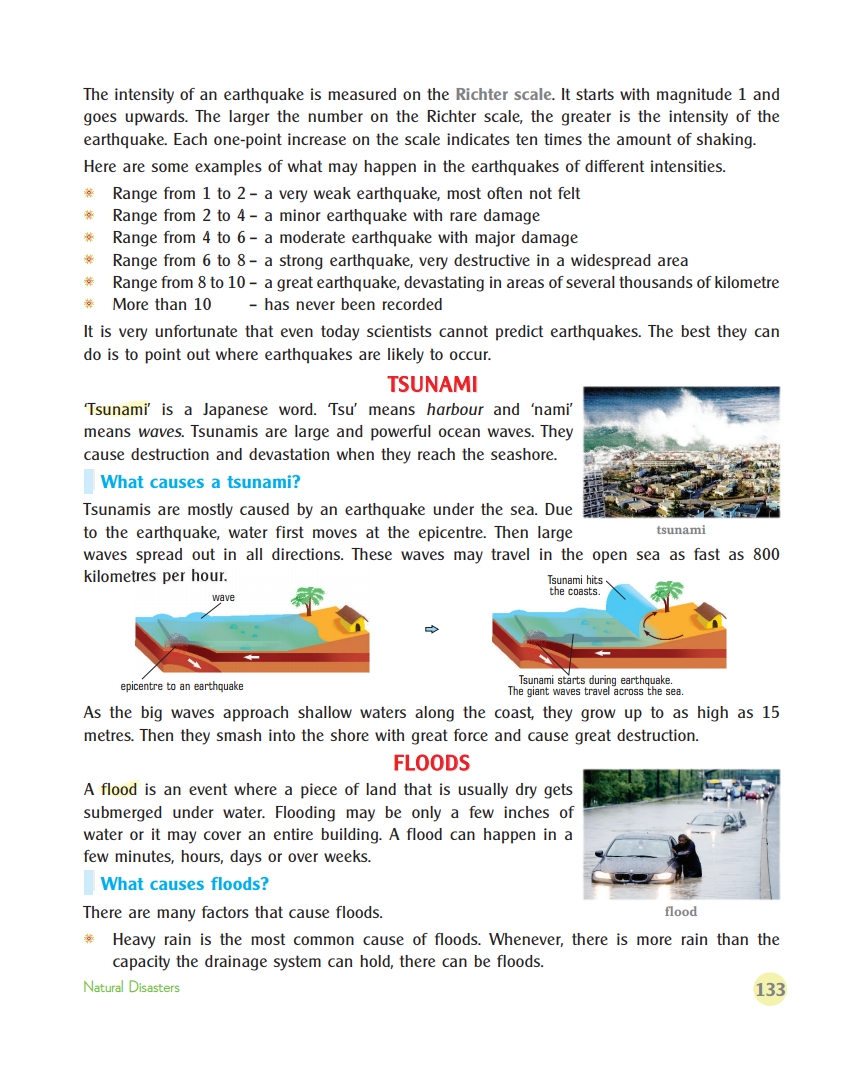 The intensity of an earthquake is measured on the Richter scale. It starts with magnitude 1 and
goes upwards. The larger the number on the Richter scale, the greater is the intensity of the
earthquake. Each one-point increase on the scale indicates ten times the amount of shaking.
Here are some examples of what may happen in the earthquakes of different intensities.
Range from 1 to 2 – a very weak earthquake, most often not felt
Range from 2 to 4 – a minor earthquake with rare damage
Range from 4 to 6 – a moderate earthquake with major damage
Range from 6 to 8 – a strong earthquake, very destructive in a widespread area
Range from 8 to 10 – a great earthquake, devastating in areas of several thousands of kilometre
More than 10 – has never been recorded
It is very unfortunate that even today scientists cannot predict earthquakes. The best they can
do is to point out where earthquakes are likely to occur.
TSUNAMI
‘Tsunami’ is a Japanese word. ‘Tsu’ means harbour and ‘nami’
means waves. Tsunamis are large and powerful ocean waves. They
cause destruction and devastation when they reach the seashore.
What causes a tsunami?
Tsunamis are mostly caused by an earthquake under the sea. Due
to the earthquake, water first moves at the epicentre. Then large
tsunami
waves spread out in all directions. These waves may travel in the open sea as fast as 800
kilometres per hour.
wave
epicentre to an earthquake
Tsunami hits
the coasts.
Tsunami starts during earthquake.
The giant waves travel across the sea.
As the big waves approach shallow waters along the coast, they grow up to as high as 15
metres. Then they smash into the shore with great force and cause great destruction.
FLOODS
A flood is an event where a piece of land that is usually dry gets
submerged under water. Flooding may be only a few inches of
water or it may cover an entire building. A flood can happen in a
few minutes, hours, days or over weeks.
What causes floods?
There are many factors that cause floods.
flood
Heavy rain is the most common cause of floods. Whenever, there is more rain than the
capacity the drainage system can hold, there can be floods.
Natural Disasters
133